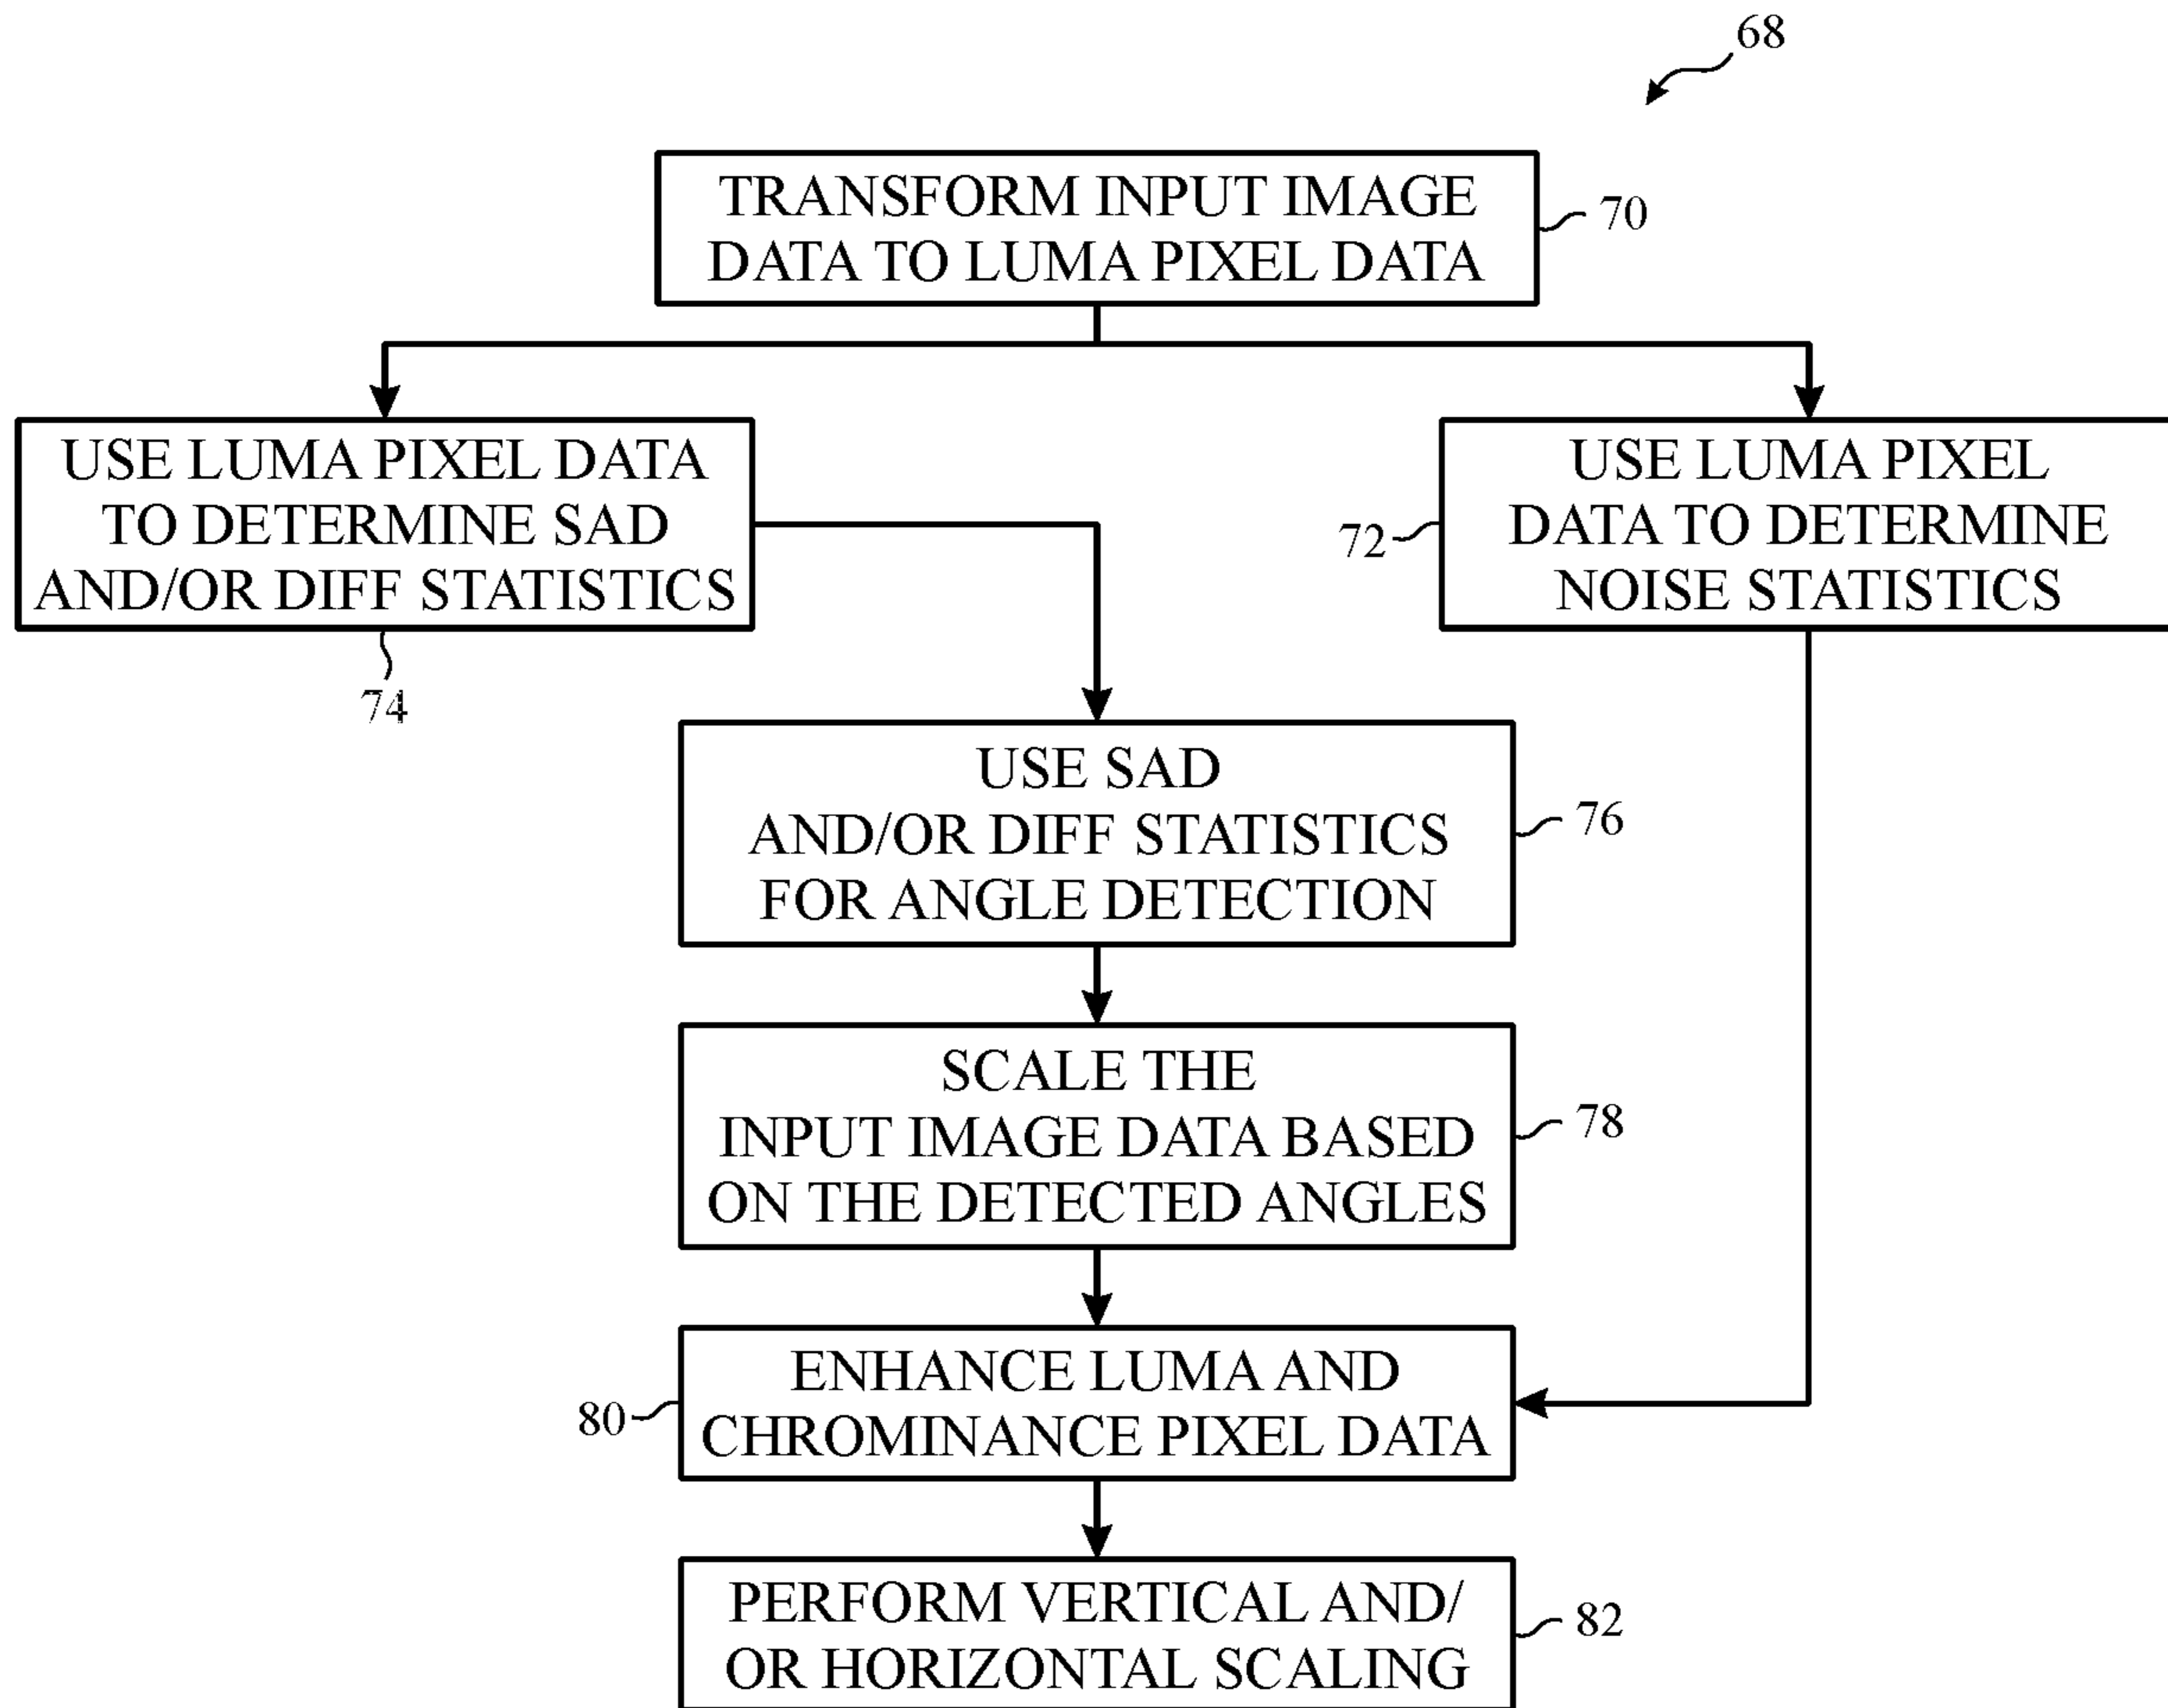 68
TRANSFORM INPUT IMAGE
DATA TO LUMA PIXEL DATA
70
USE LUMA PIXEL DATA
TO DETERMINE SAD
AND/OR DIFF STATISTICS
74
USE LUMA PIXEL
DATA TO DETERMINE
NOISE STATISTICS
72
USE SAD
AND/OR DIFF STATISTICS
FOR ANGLE DETECTION
76
SCALE THE
INPUT IMAGE DATA BASED
ON THE DETECTED ANGLES
78
ENHANCE LUMA AND
CHROMINANCE PIXEL DATA
80
PERFORM VERTICAL AND/
OR HORIZONTAL SCALING
82